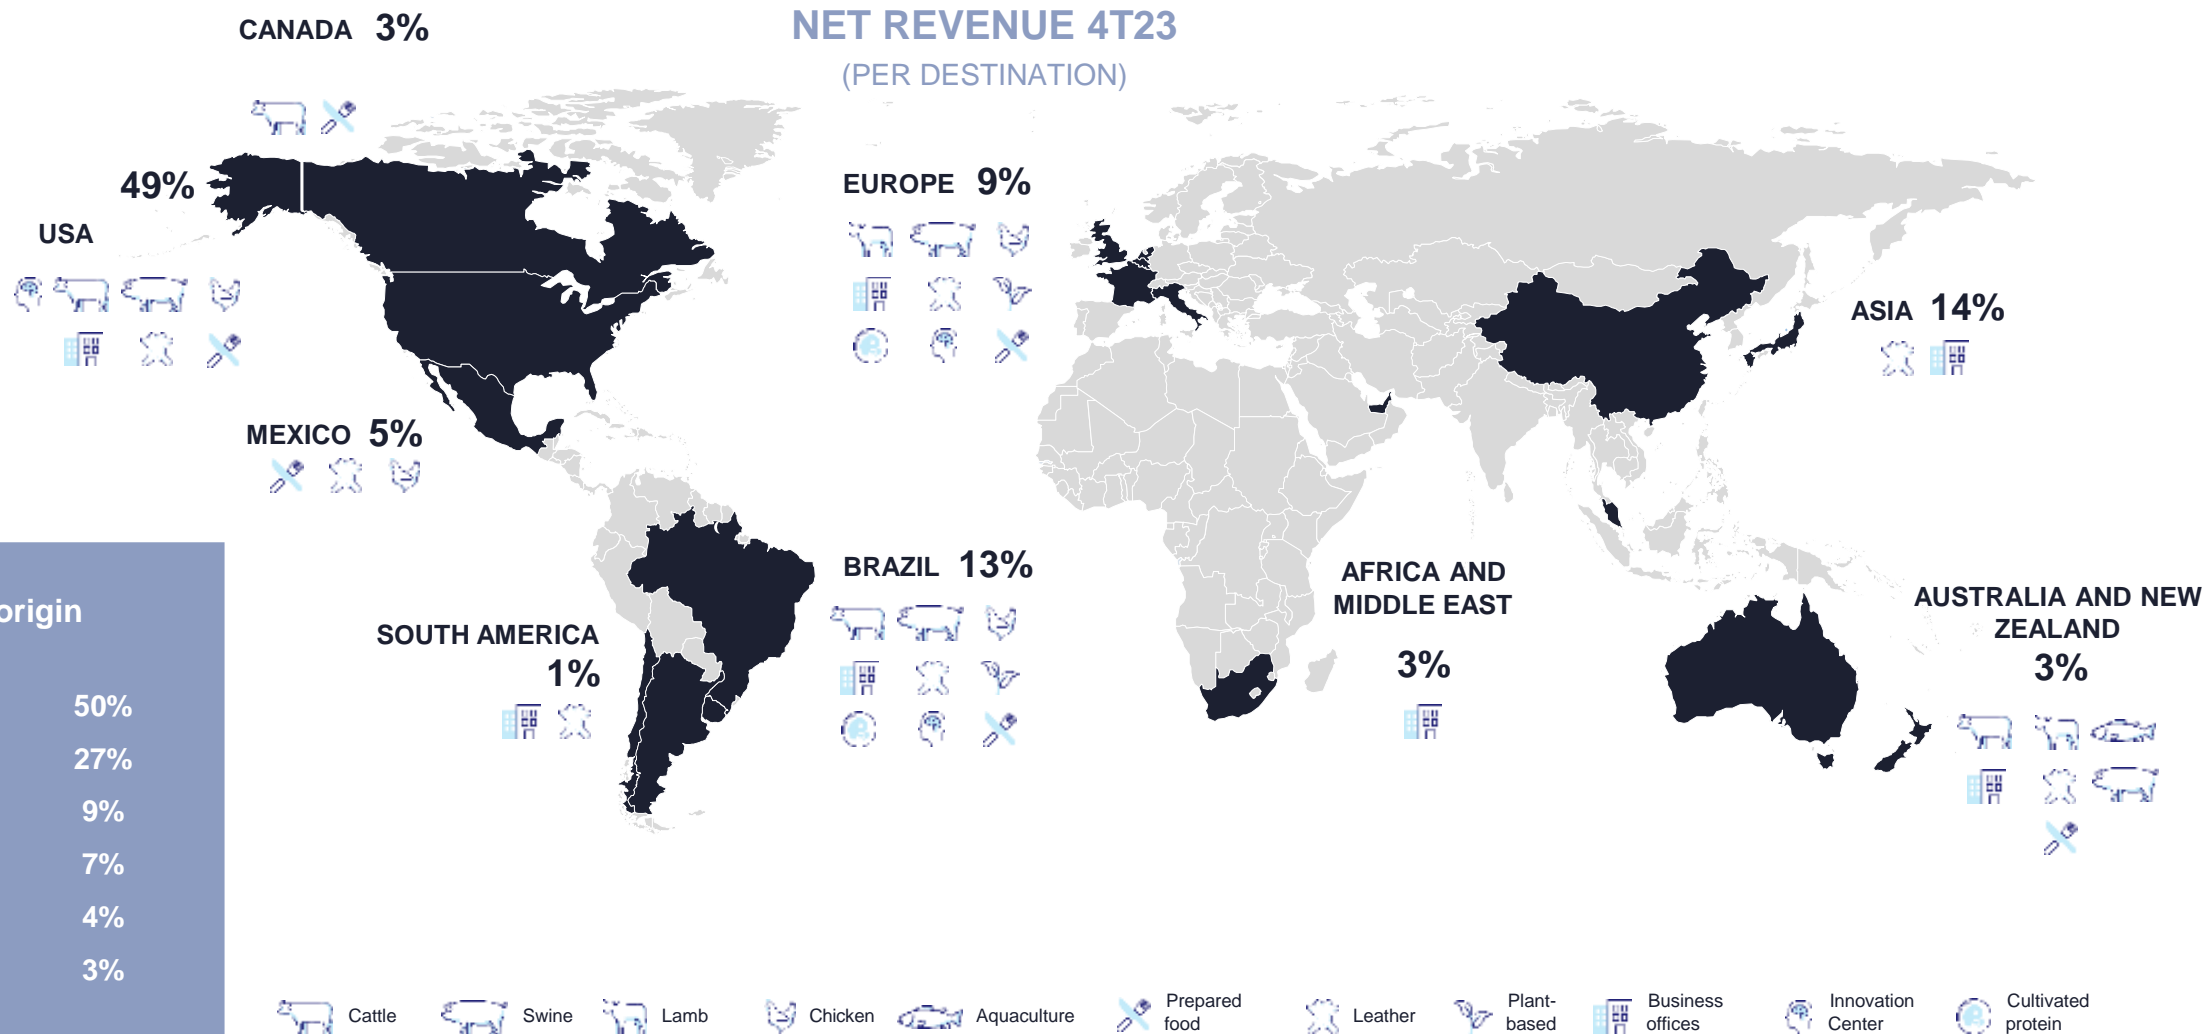 NET REVENUE 4T23
(PER DESTINATION)
CANADA 3%
49%
USA
MEXICO 5%
EUROPE 9%
ASIA 14%
BRAZIL 13%
SOUTH AMERICA
1%
AFRICA AND
MIDDLE EAST
3%
AUSTRALIA AND NEW
ZEALAND
3%
origin
50%
27%
9%
7%
4%
3%
Cattle
Swine
Lamb
Chicken
Aquaculture
Prepared
food
Leather
Plant-
based
Business
offices
Innovation
Center
Cultivated
protein